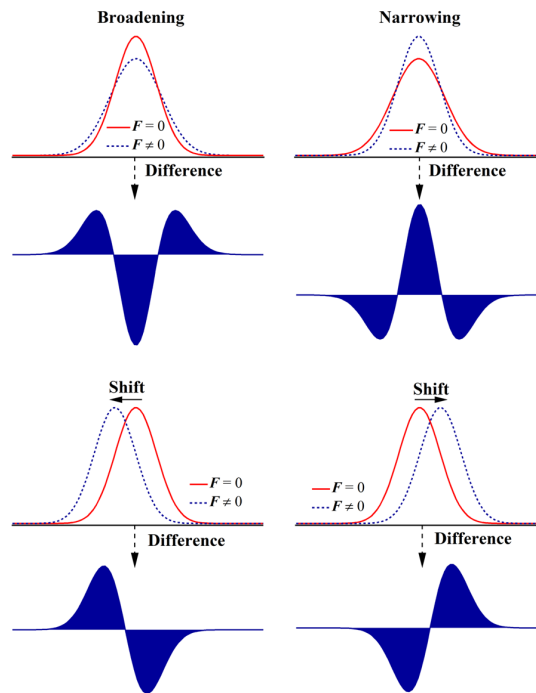 Broadening
F = 0
F ≠ 0
Difference
Narrowing
F = 0
F ≠ 0
Difference
Shift
F = 0
F ≠ 0
Difference
Shift
F = 0
F ≠ 0
Difference